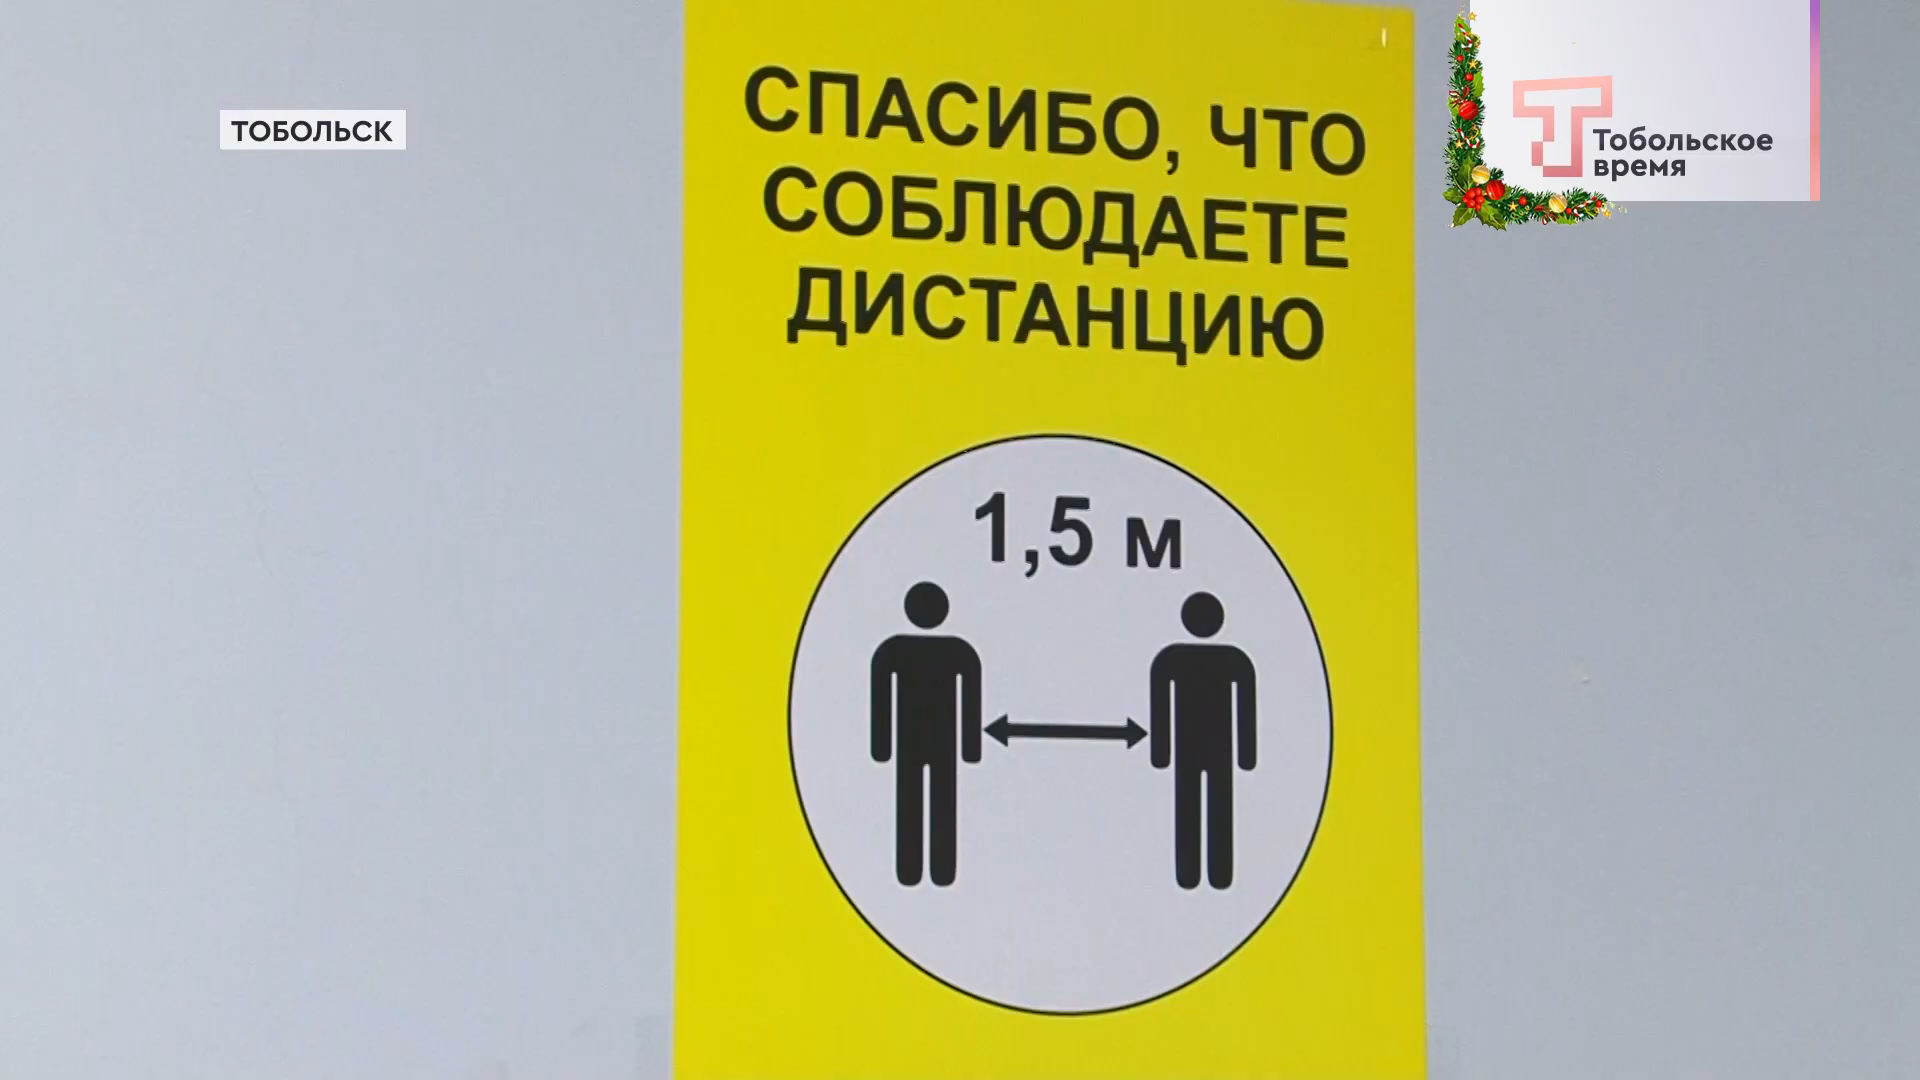 ТОБОЛЬСК
СПАСИБО, ЧТО
СОБЛЮДАЕТЕ
ДИСТАНЦИЮ
1,5 м
Тобольское
время